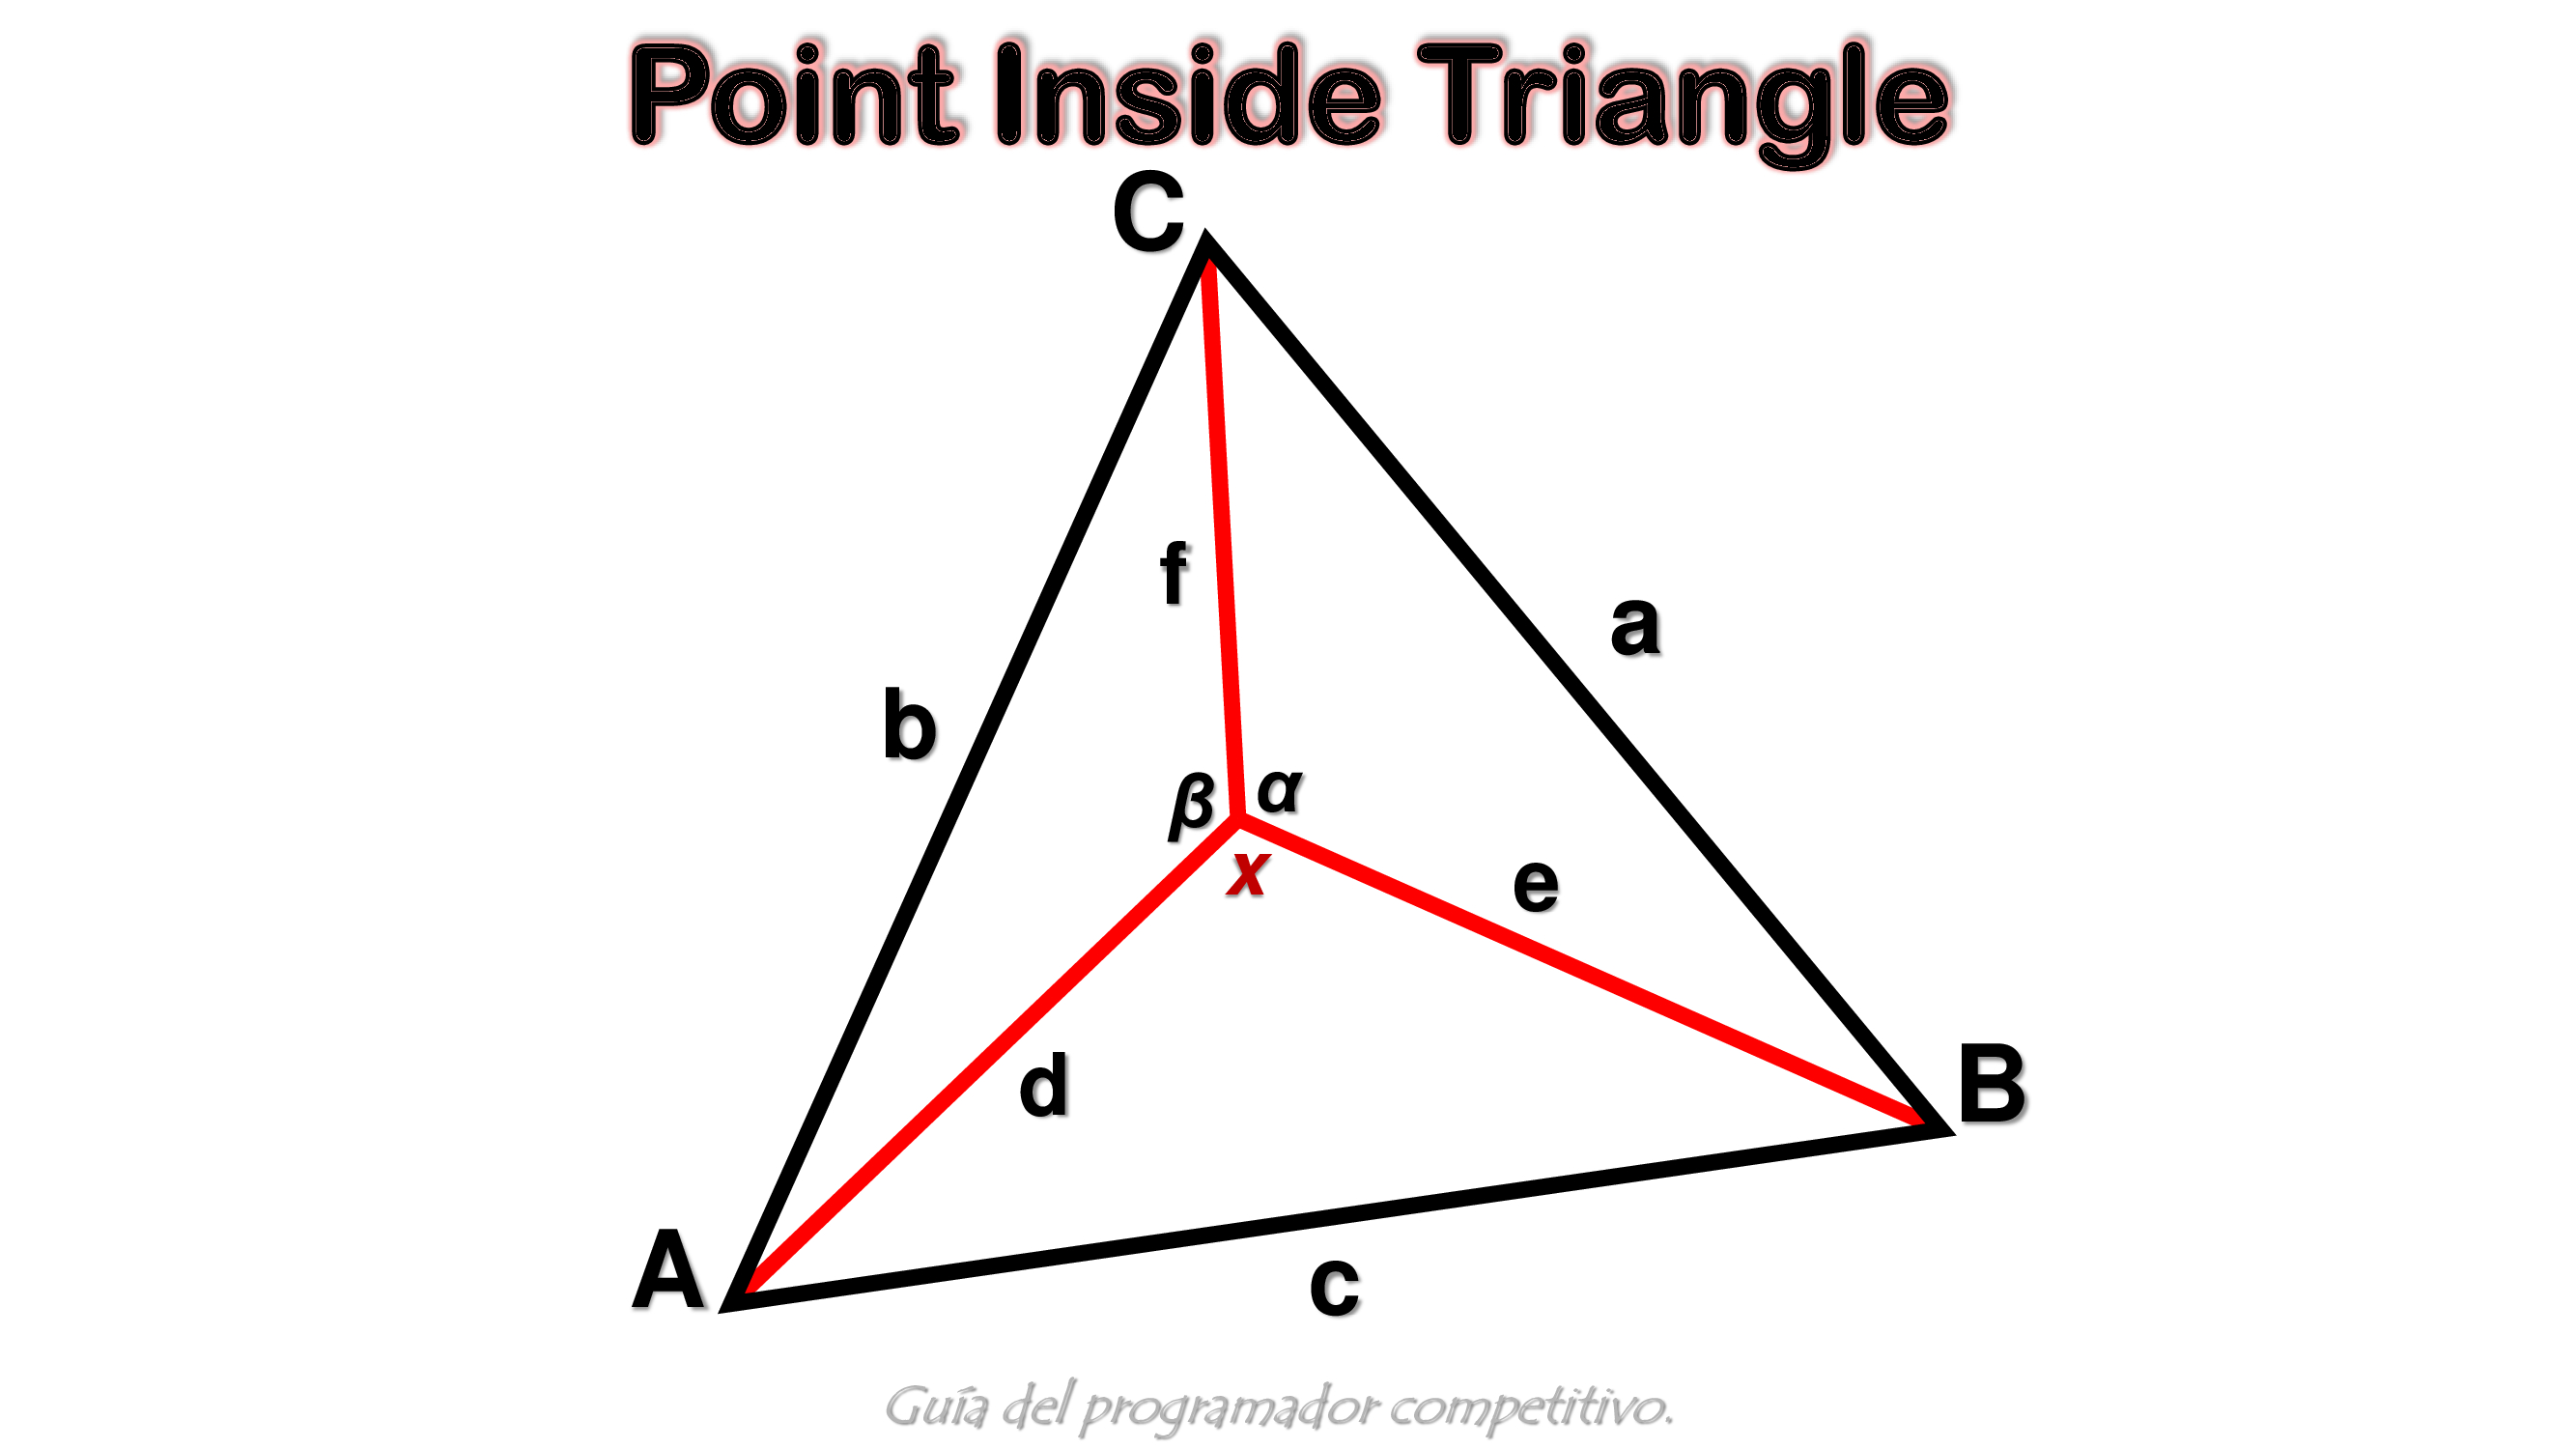 Point Inside Triangle
C
f
a
b
β α
x
e
d
B
A
c
Guía del programador competitivo.